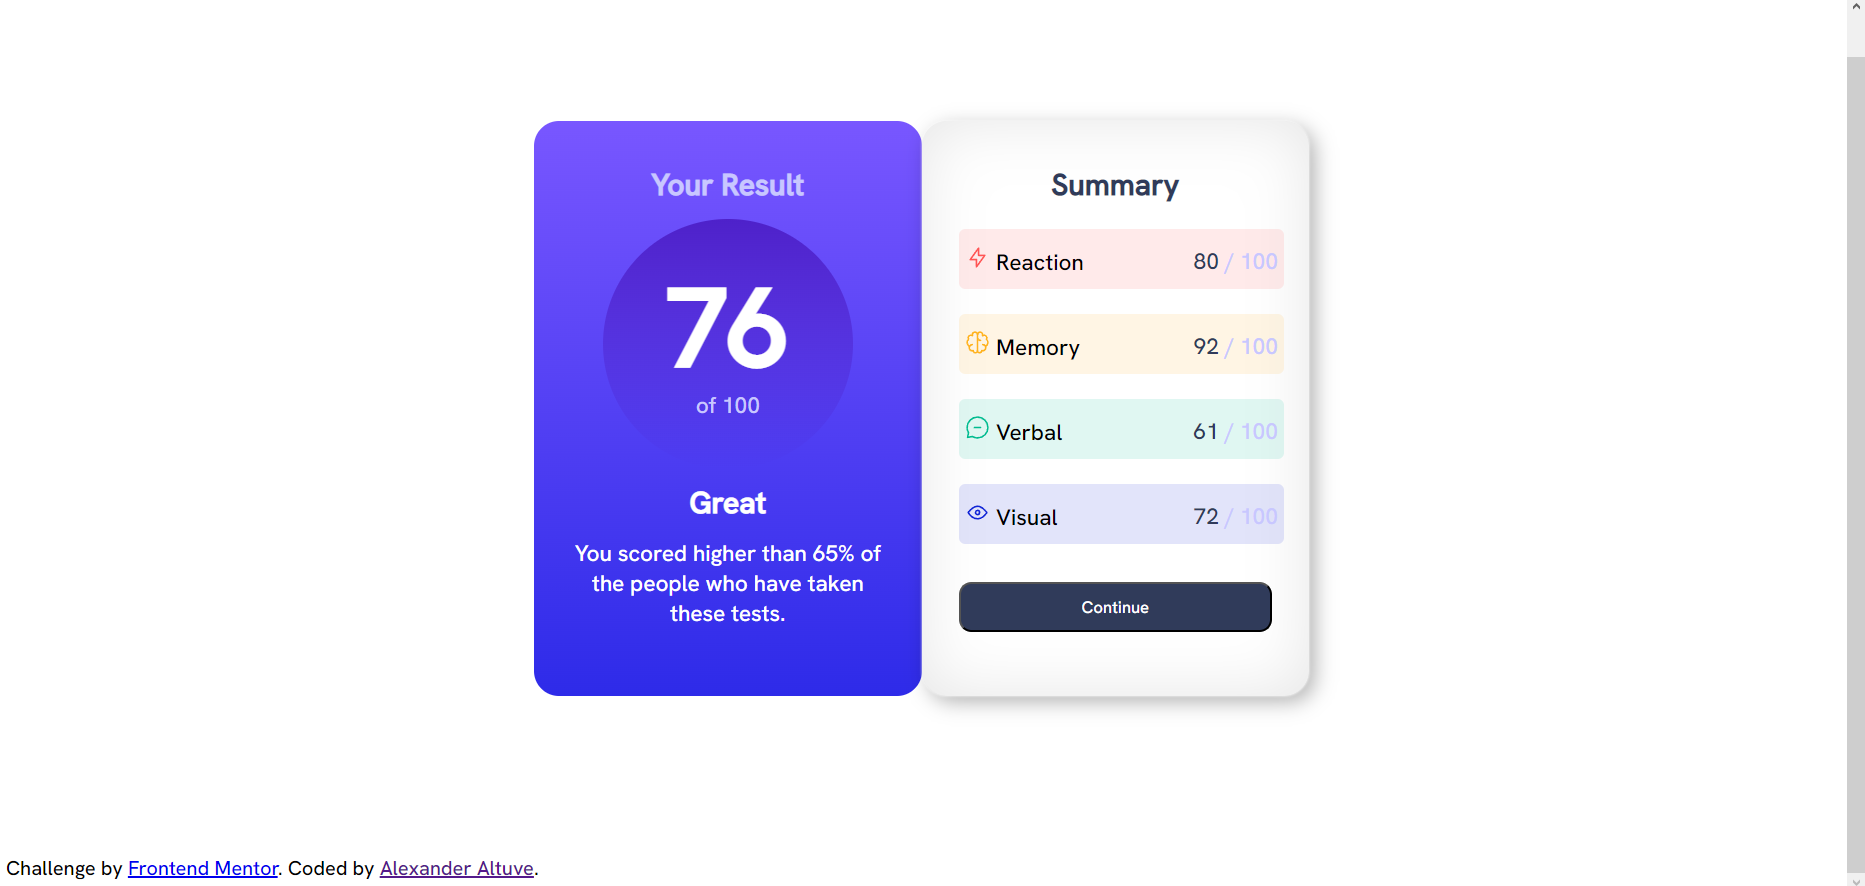 Your Result
76
of 100
Great
You scored higher than 65% of
the people who have taken
these tests.
Summary
Reaction 80 / 100
Memory 92 / 100
Verbal 61 / 100
Visual 72 / 100
Continue
Challenge by Frontend Mentor. Coded by Alexander Altuve.